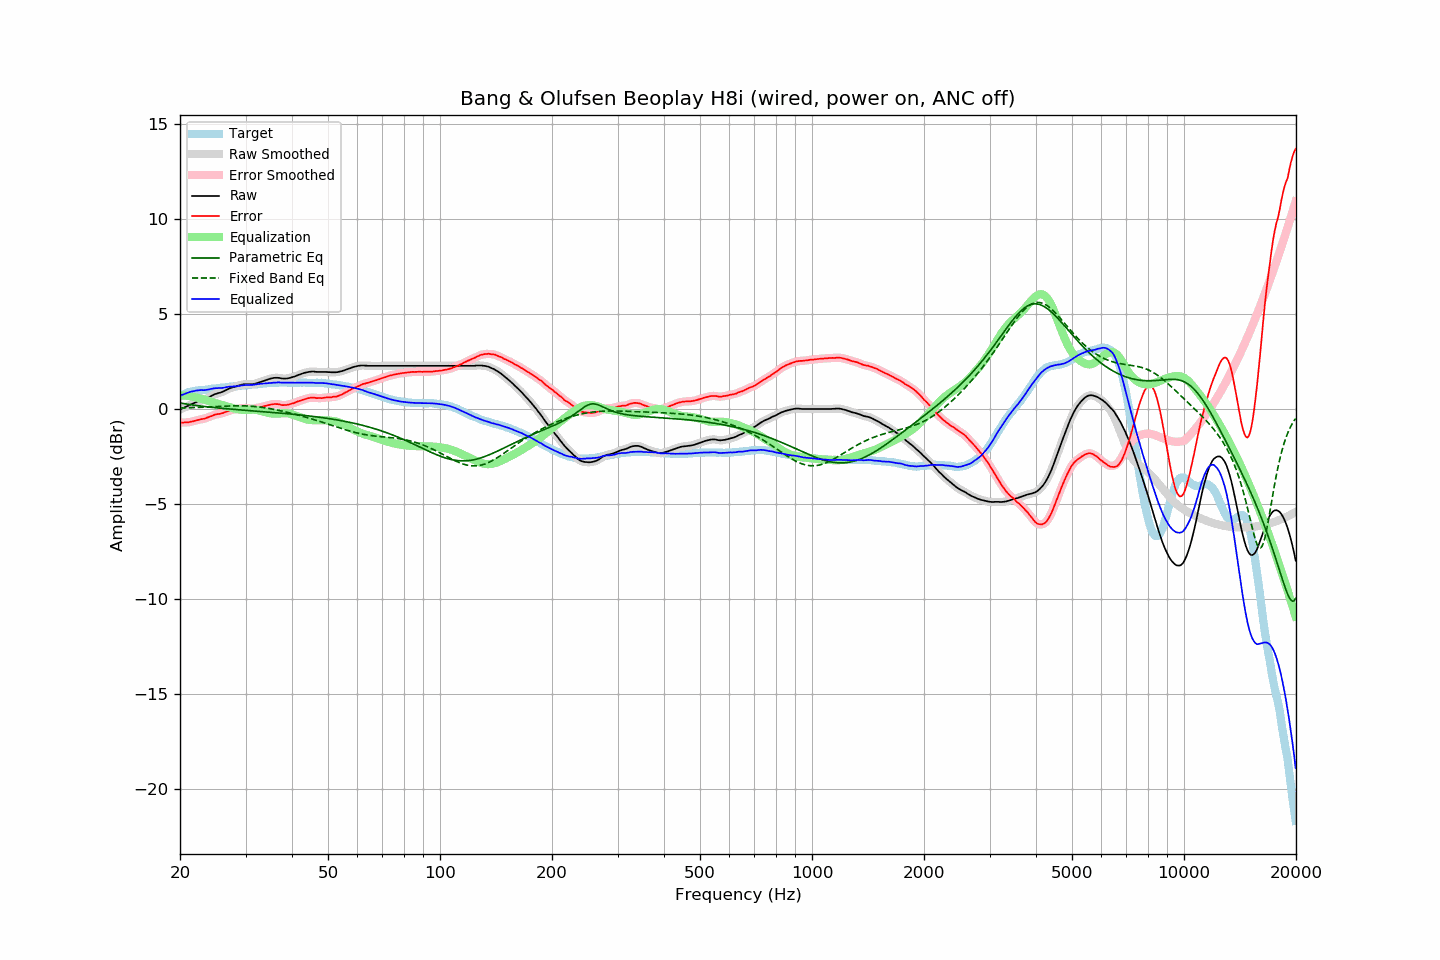 Bang & Olufsen Beoplay H8i (wired, power on, ANC off)
Target
Raw Smoothed
Error Smoothed
Raw
Error
Equalization
Parametric Eq
Fixed Band Eq
Equalized
15
10
5
0
−5
−10
−15
−20
Amplitude (dBr)
20 50 100 200 500 1000 2000 5000 10000 20000
Frequency (Hz)